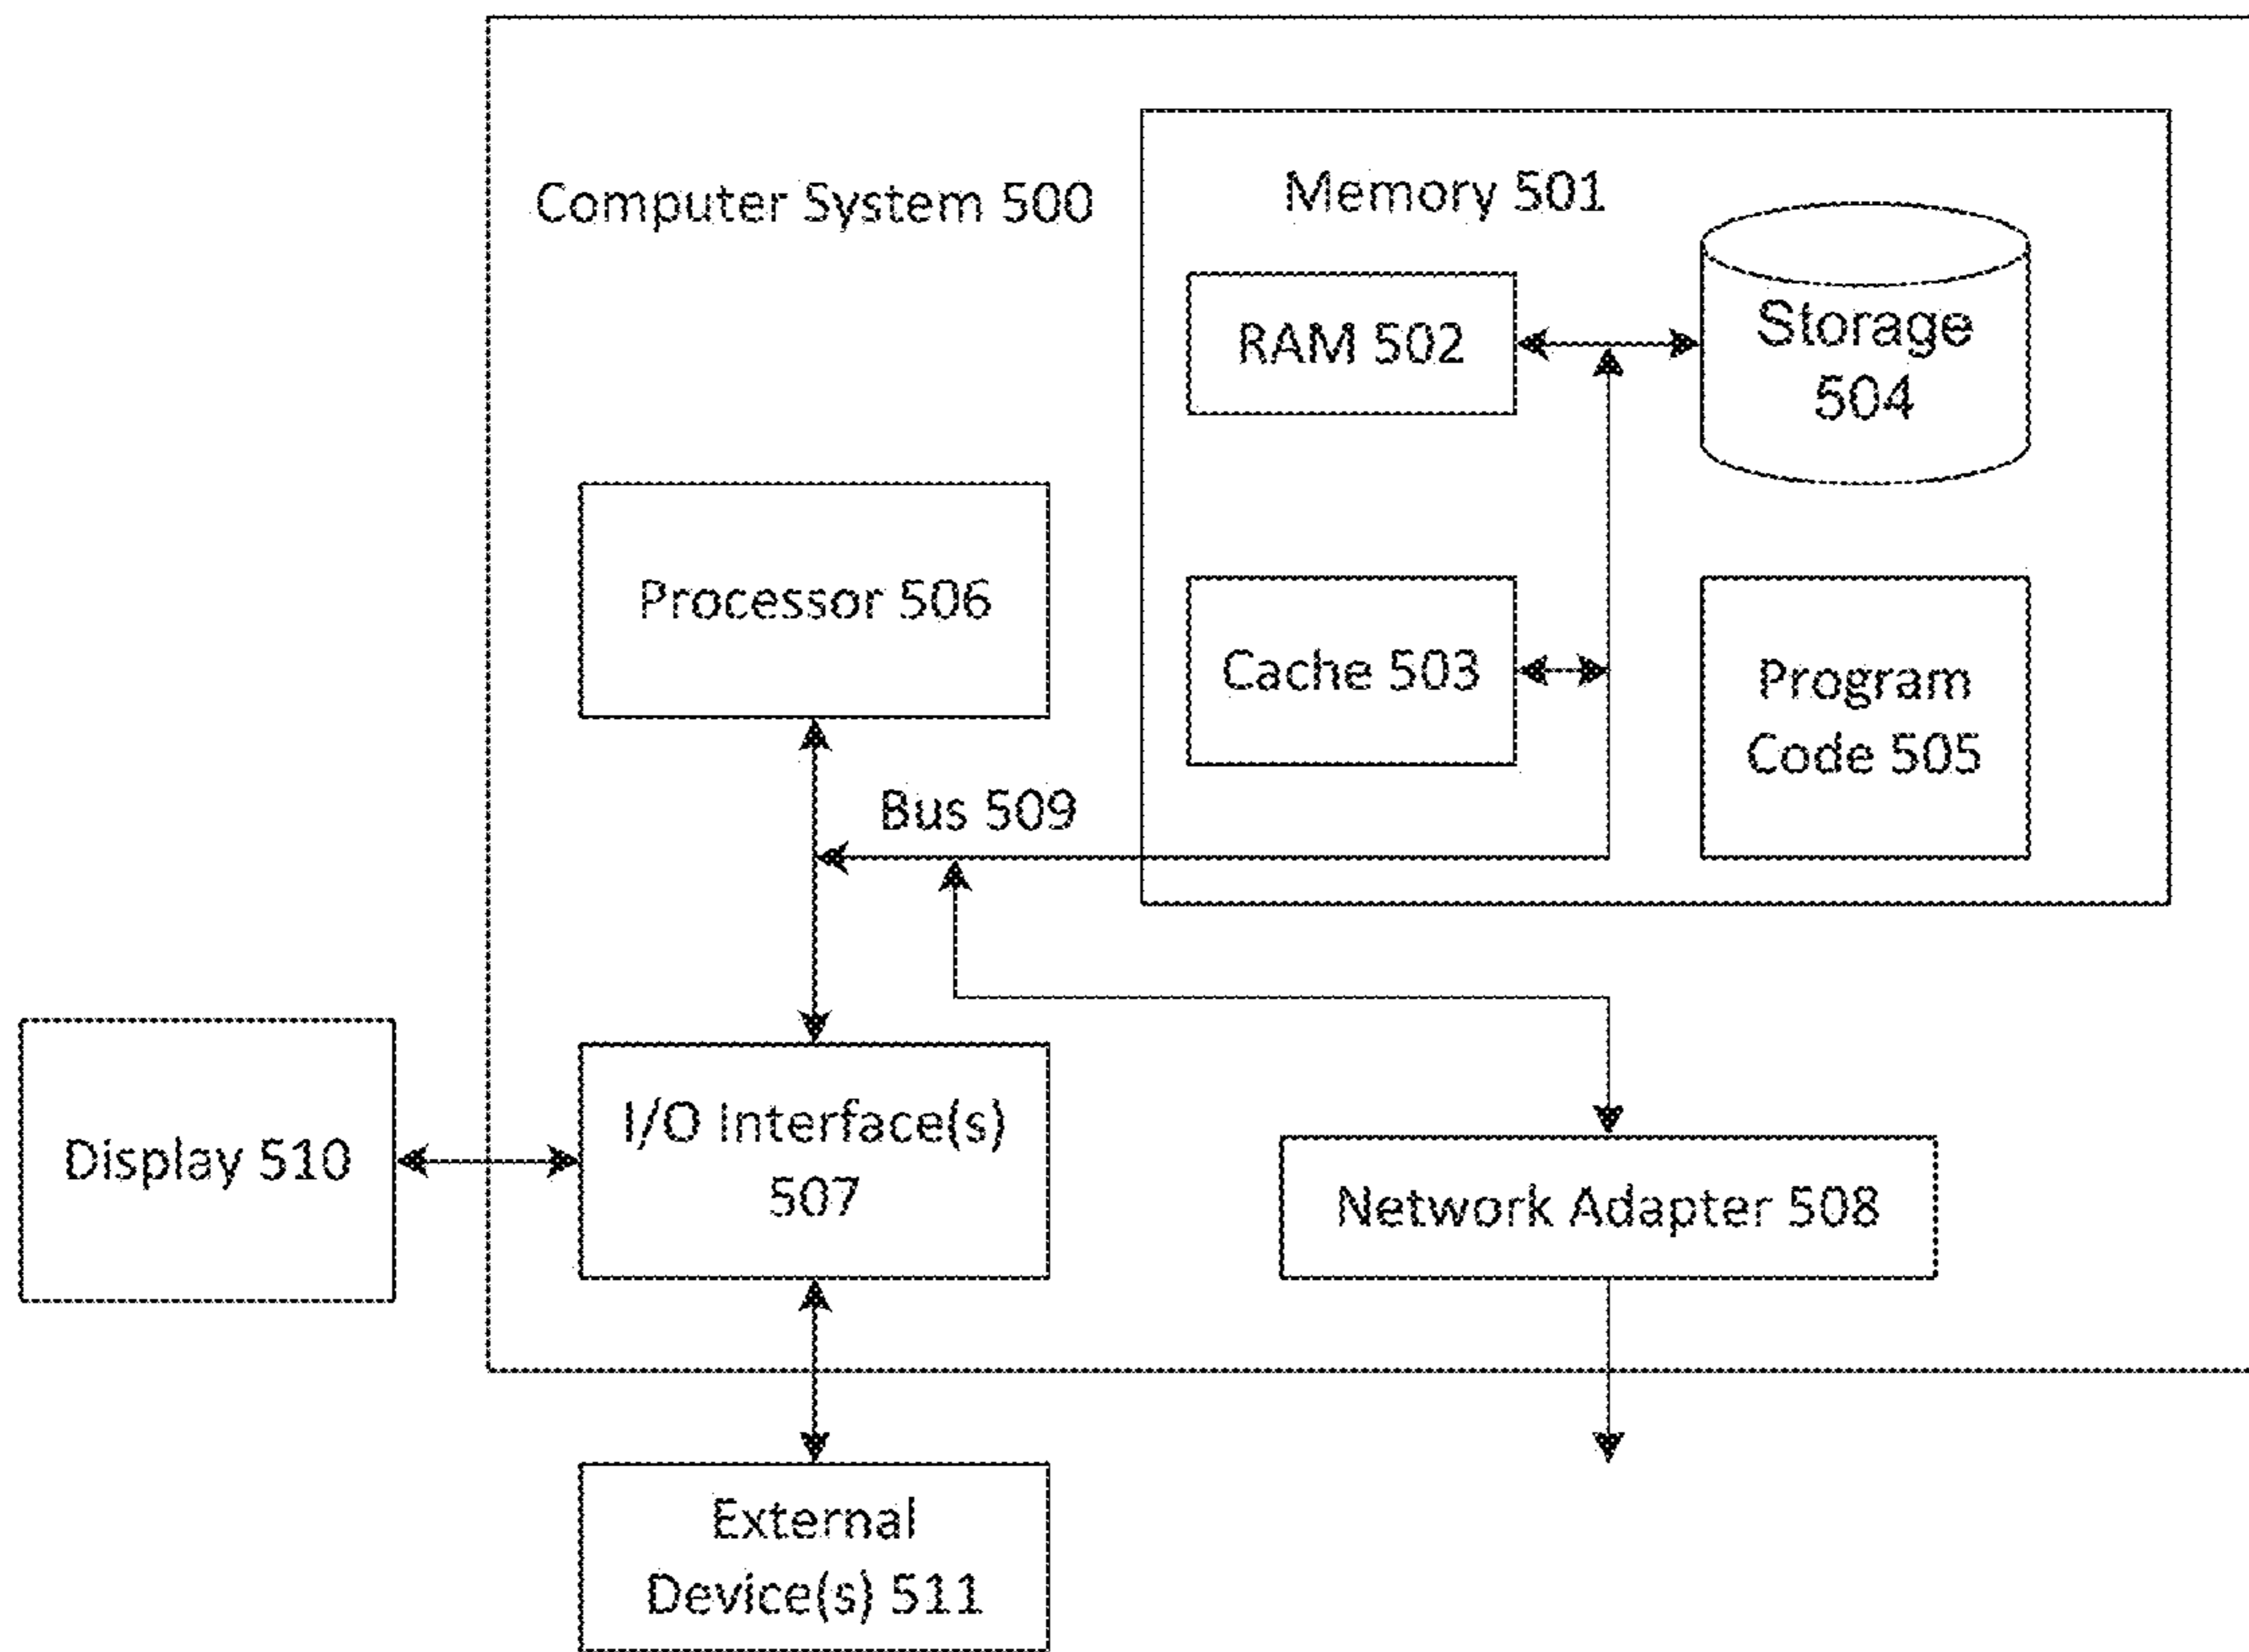 Computer System 500
Memory 501
RAM 502
Storage
504
Processor 506
Cache 503
Program
Code 505
Bus 509
Display 510
I/O Interface(s)
507
Network Adapter 508
External
Device(s) 511